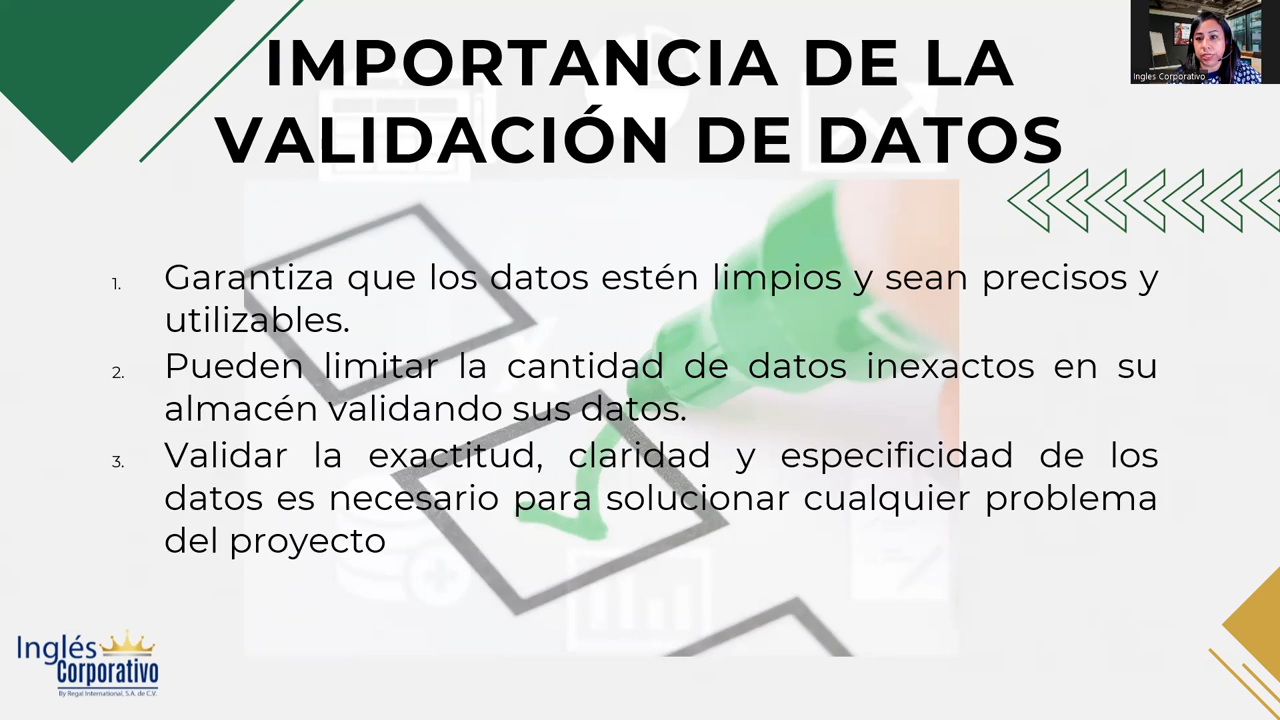 IMPORTANCIA DE LA
VALIDACIÓN DE DATOS
Ingles Corporativo
1. Garantiza que los datos estén limpios y sean precisos y
utilizables.
2. Pueden limitar la cantidad de datos inexactos en su
almacén validando sus datos.
3. Validar la exactitud, claridad y especificidad de los
datos es necesario para solucionar cualquier problema
del proyecto
Inglés
Corporativo
By Regal International, S.A. de C.V.